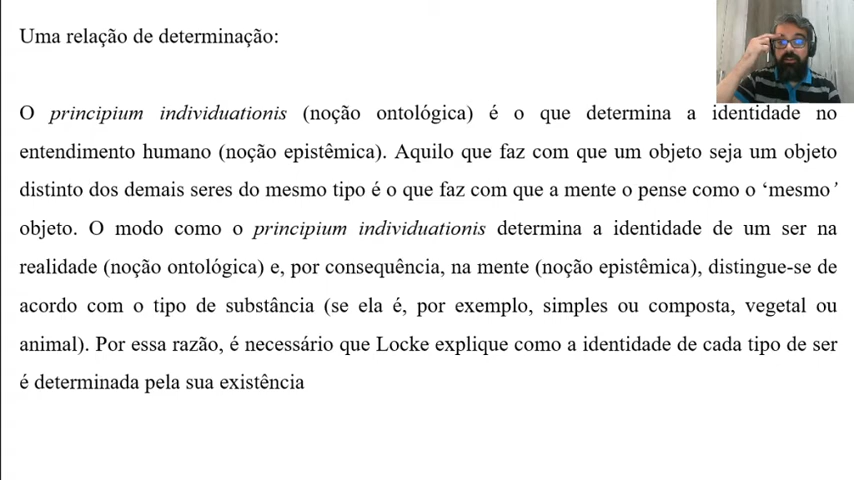 Uma relação de determinação:
O principium individuationis (noção ontológica) é o que determina a identidade no
entendimento humano (noção epistêmica). Aquilo que faz com que um objeto seja um objeto
distinto dos demais seres do mesmo tipo é o que faz com que a mente o pense como o ‘mesmo’
objeto. O modo como o principium individuationis determina a identidade de um ser na
realidade (noção ontológica) e, por consequência, na mente (noção epistêmica), distingue-se de
acordo com o tipo de substância (se ela é, por exemplo, simples ou composta, vegetal ou
animal). Por essa razão, é necessário que Locke explique como a identidade de cada tipo de ser
é determinada pela sua existência